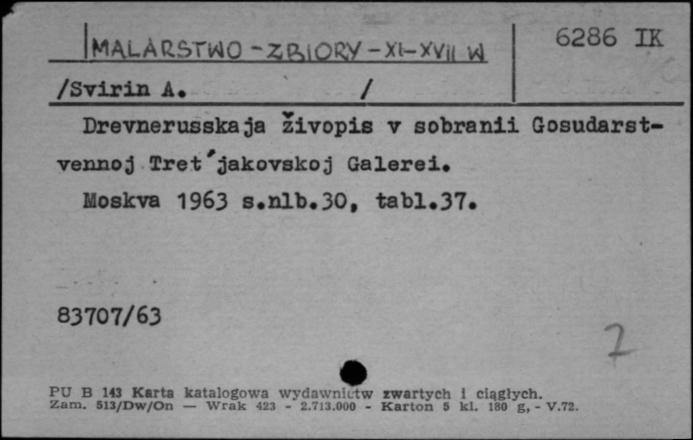 MALARSTWO - ZBIORY - XI-XVII W
6286 IK
/Svirin A. /
Drevnerusskaja živopis v sobranii Gosudarst-
vennoj Tret´jakovskoj Galerei.
Moskva 1963 s.nlb.30, tabl.37.
83707/63
2
PU B 143 Karta katalogowa wydawnictw zwartych i ciągłych.
Zam. 513/Dw/On — Wrak 423 - 2.713.000 - Karton 5 kl. 180 g, - V.72.